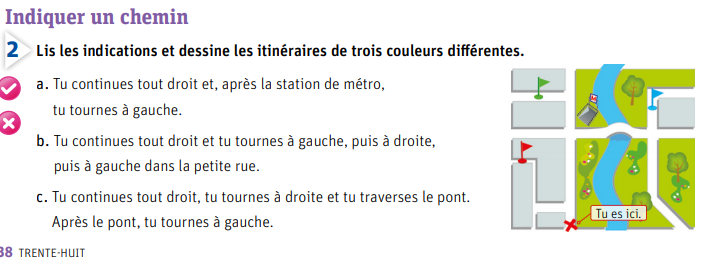 Indiquer un chemin
2 Lis les indications et dessine les itinéraires de trois couleurs différentes.
a. Tu continues tout droit et, après la station de métro,
tu tournes à gauche.
b. Tu continues tout droit et tu tournes à gauche, puis à droite,
puis à gauche dans la petite rue.
c. Tu continues tout droit, tu tournes à droite et tu traverses le pont.
Après le pont, tu tournes à gauche.
M
Tu es ici.
38 TRENTE-HUIT